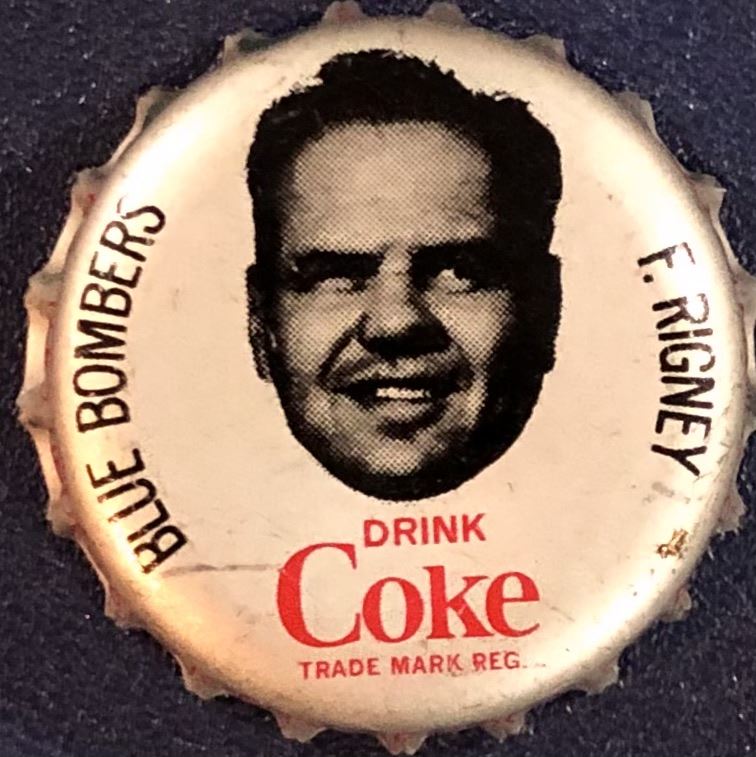 BLUE BOMBERS
F. RIGNEY
DRINK
Coke
TRADE MARK REG.